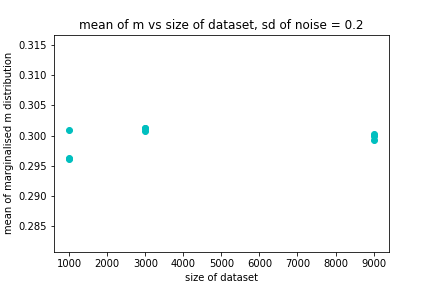 mean of m vs size of dataset, sd of noise = 0.2
mean of marginalised m distribution
0.315
0.310
0.305
0.300
0.295
0.290
0.285
1000 2000 3000 4000 5000 6000 7000 8000 9000
size of dataset